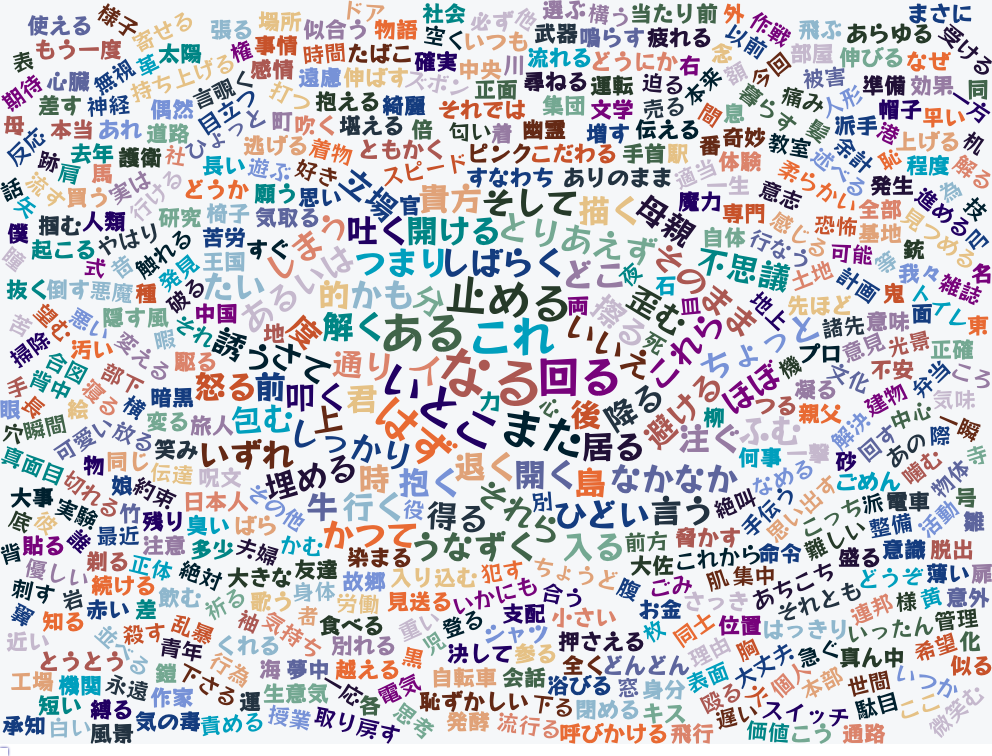 使える
様子
寄せる
張る
場所
ドア
似合う
物語
社会
必ず
他
選ぶ
構う
当たり前
外
作戦
飛ぶ
あらゆる
まさに
受ける
表
もう一度
太陽
権
事情
時間
たばこ
空く
いつも
武器
鳴らす
疲れる
念
以前
部屋
伸びる
なぜ
期待
心臓
無視
革
持ち上げる
感情
遠慮
伸ばす
ズボン
確実
中央
川
流れる
どうにか
右
今回
被害
準備
効果
同
差す
神経
偶然
言う
目立つ
打つ
抱える
綺麗
正面
尋ねる
運転
迫る
本来
暮らす
痛み
人形
帽子
一方
母
本当
あれ
道路
ひょっと
町
吹く
堪える
倍
それでは
集団
文学
売る
間
息
髪
派手
港
早い
反応
去年
護衛
社
逃げる
着物
ともかく
匂い
着
幽霊
増す
伝える
番
奇妙
教室
余計
上げる
机
跡
肩
馬
長い
遊ぶ
好き
スピード
ピンク
こだわる
手首
駅
体験
述べる
恥
程度
解る
話
天
流す
買う
実は
行ける
どうか
願う
思い
立場
官
すなわち
ありのまま
適当
一生
柔らかい
発生
為
技
僕
掴む
人類
研究
椅子
気取る
貴方
そして
描く
母親
魔力
専門
意志
全部
進める
四
瞳
起こる
やはり
触れる
苦労
すぐ
しまう
吐く
開ける
とりあえず
その
自体
行なう
感じる
恐怖
基地
見つめる
式
昔
発見
王国
あるいは
つまり
しばらく
どこ
夜
不思議
可能
銃
抜く
倒す
悪魔
種
破る
たい
的
かも
分
止める
両
石
そのまま
土地
計画
我々
名
雑誌
苦
望む
隠す
風
それ
中国
度
解く
ある
これ
捲る
歪む
目
地上
先ほど
鬼
人
面
東
掃除
悪い
変える
暇
誘う
地
さて
通り
イ
なる
回る
いいえ
死
これら
ちょっと
諸先
意味
汚い
合図
駆る
怒る
前
叩く
君
いとこ
力
心
また
後
降る
避ける
ほぼ
機
プロ
文化
意見
光景
正確
手
背中
渡る
部下
暗黒
包む
上
はず
居る
柳
つる
凝る
不安
弁当
ころ
眼
長
絵
横
変える
旅人
しっかり
注ぐ
ふむ
親父
建物
気味
穴
瞬間
可愛い
放る
笑み
いずれ
退く
開く
島
なかなか
何事
一撃
解決
回す
中心
一瞬
真面目
物
同じ
伝達
呪文
埋める
時
抱く
砂
あの
際
切れる
娘
約束
日本人
その他
牛
行く
役
得る
それら
別
ひどい
言う
絶叫
なめる
ごめん
噛む
物体
寺
大事
実験
竹
残り
臭い
ばら
かつて
うなずく
入る
前方
脅かす
手伝う
思い出す
こっち
派
電車
号
底
彼
誰
最近
注意
多少
夫婦
かむ
染まる
大佐
これから
命令
難しい
整備
活動
雛
背
貼る
剃る
正体
絶対
大きな
友達
故郷
入り込む
犯す
ちょうど
腹
ごみ
肌
集中
あちこち
盛る
意識
脱出
優しい
続ける
飲む
祈る
歌う
身体
労働
見送る
いかにも
合う
お金
さっき
それとも
どうぞ
薄い
扉
刺す
岩
赤い
差
袖
気持ち
者
食べる
重い
登る
支配
小さい
枚
同士
位置
はっきり
連邦
様
黄
意外
翼
知る
殺す
乱暴
くれる
別れる
児
シャツ
押さえる
理由
胸
いったん
管理
近い
並べる
青年
行為
海
夢中
越える
黒
決して
参る
全く
どんどん
表面
大丈夫
急ぐ
真ん中
希望
化
とうとう
鎧
下さる
運
生意気
一応
各
電気
自転車
会話
浴びる
窓
身分
殴る
個人
本部
世間
いつか
似る
工場
機関
永遠
作家
恥ずかしい
下る
閉める
キス
遅い
スイッチ
駄目
ここ
微笑む
短い
縛る
承知
白い
風景
気の毒
責める
授業
取り戻す
思考
発酵
流行る
呼びかける
飛行
価値
こう
通路